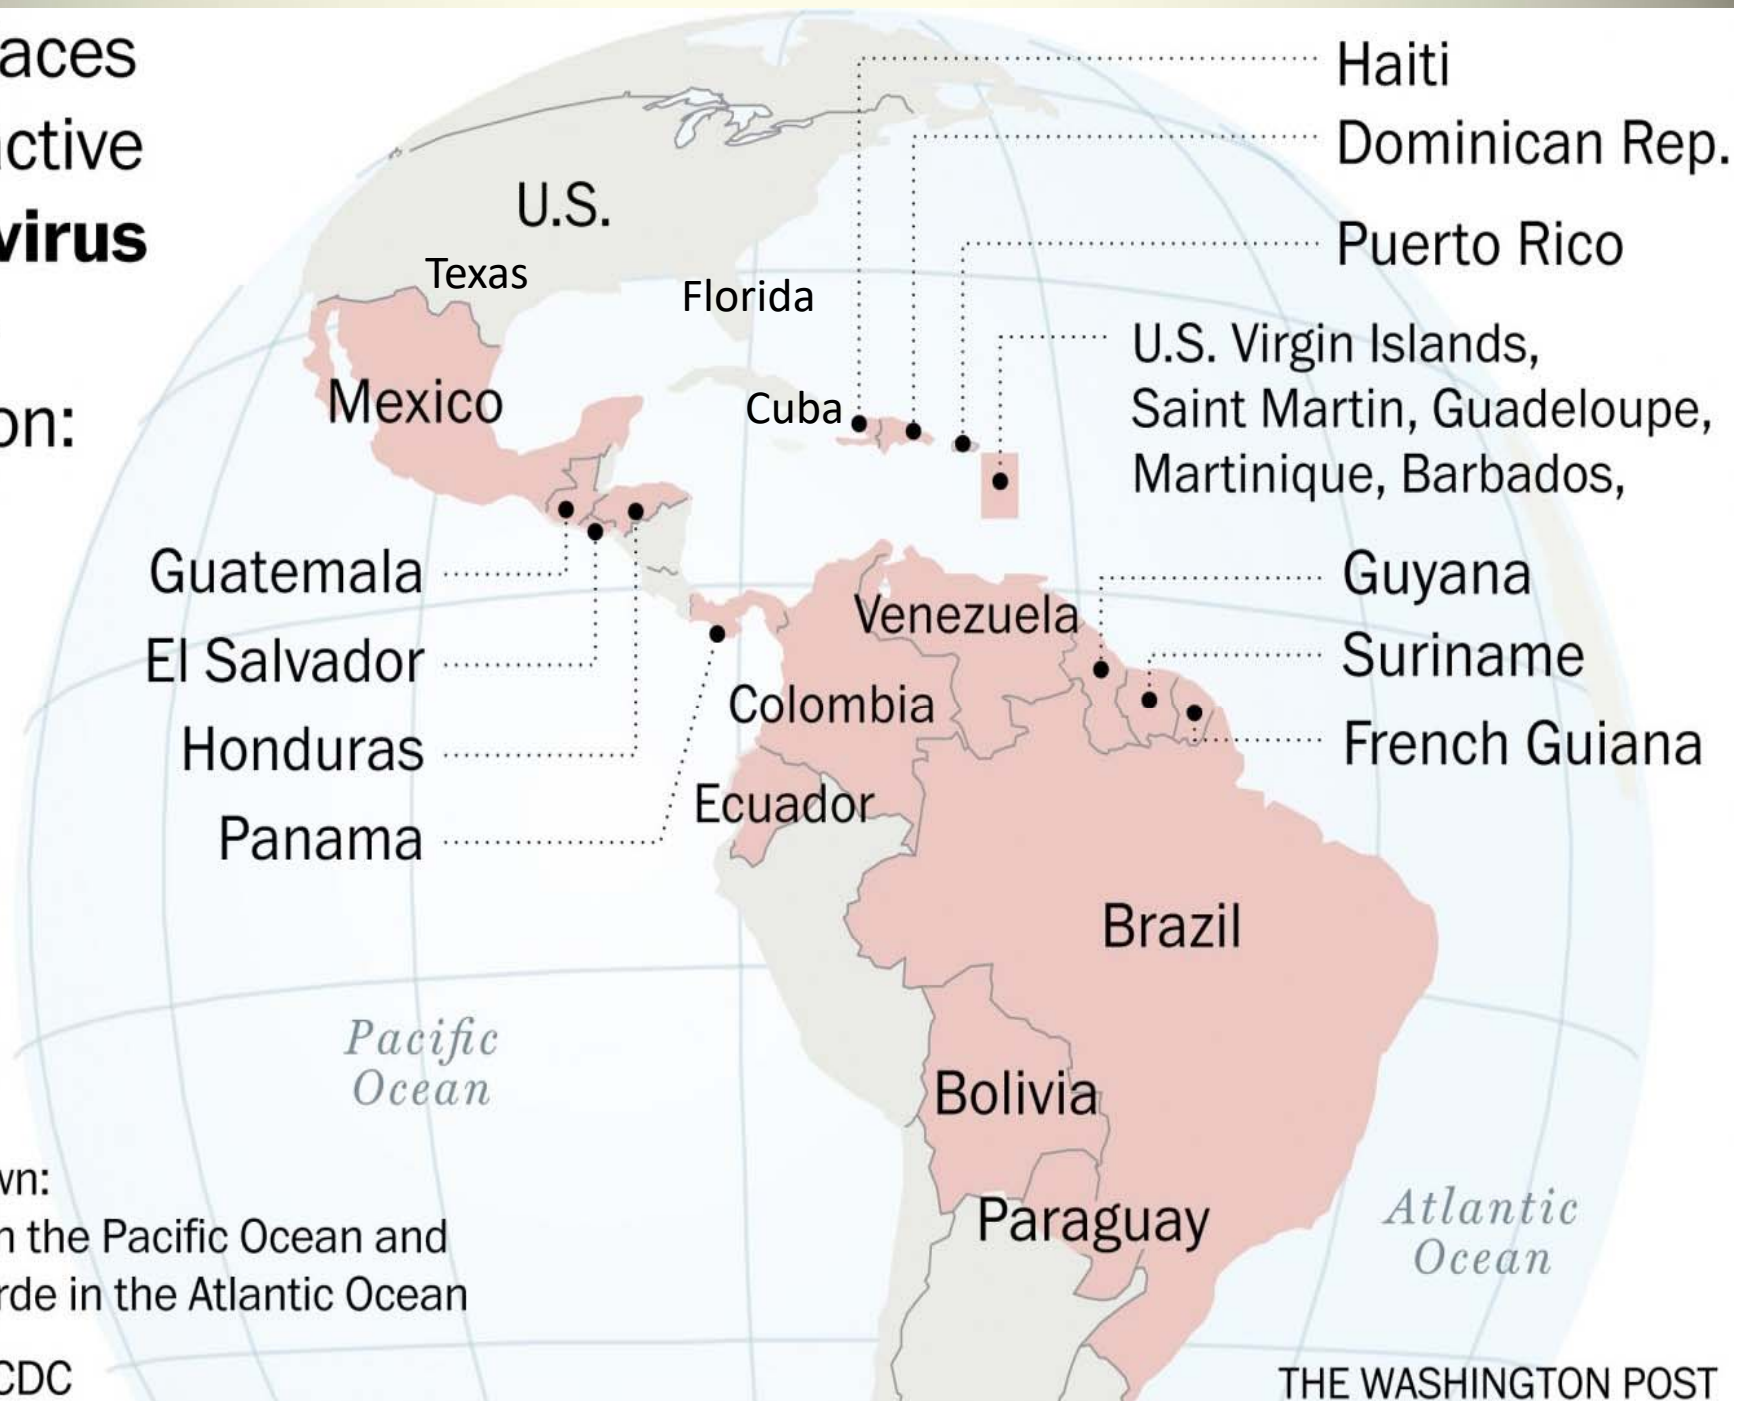 aces
active
virus
on:
Haiti
Dominican Rep.
Puerto Rico
U.S. Virgin Islands,
Saint Martin, Guadeloupe,
Martinique, Barbados,
U.S.
Texas
Florida
Mexico
Cuba
Guatemala
El Salvador
Honduras
Panama
Guyana
Suriname
French Guiana
Venezuela
Colombia
Ecuador
Brazil
Bolivia
Paraguay
Pacific
Ocean
Atlantic
Ocean
wn:
n the Pacific Ocean and
rde in the Atlantic Ocean
CDC
THE WASHINGTON POST